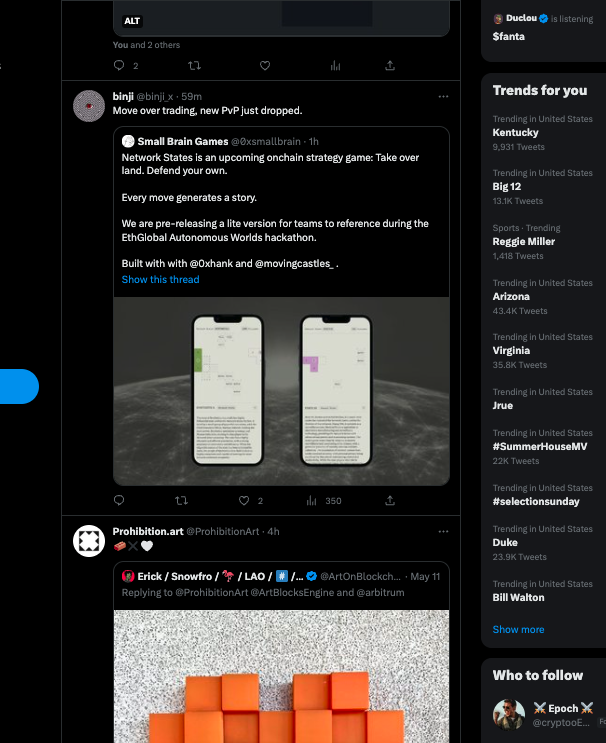 ALT
You and 2 others
2
binji @binji_x · 59m
Move over trading, new PvP just dropped.
Small Brain Games @0xsmallbrain · 1h
Network States is an upcoming onchain strategy game: Take over
land. Defend your own.
Every move generates a story.
We are pre-releasing a lite version for teams to reference during the
EthGlobal Autonomous Worlds hackathon.
Built with with @0xhank and @movingcastles_ .
Show this thread
2
350
Prohibition.art @ProhibitionArt · 4h
Erick / Snowfro / 🦩 / LAO / #️⃣ /... @ArtOnBlockch... · May 11
Replying to @ProhibitionArt @ArtBlocksEngine and @arbitrum
Duclou is listening
$fanta
Trends for you
Trending in United States
Kentucky
9,931 Tweets
Trending in United States
Big 12
13.1K Tweets
Sports · Trending
Reggie Miller
1,418 Tweets
Trending in United States
Arizona
43.4K Tweets
Trending in United States
Virginia
35.8K Tweets
Trending in United States
Jrue
Trending in United States
#SummerHouseMV
22K Tweets
Trending in United States
#selectionsunday
Trending in United States
Duke
23.9K Tweets
Trending in United States
Bill Walton
Show more
Who to follow
⚔️ Epoch ⚔️
@cryptooE...
Fo